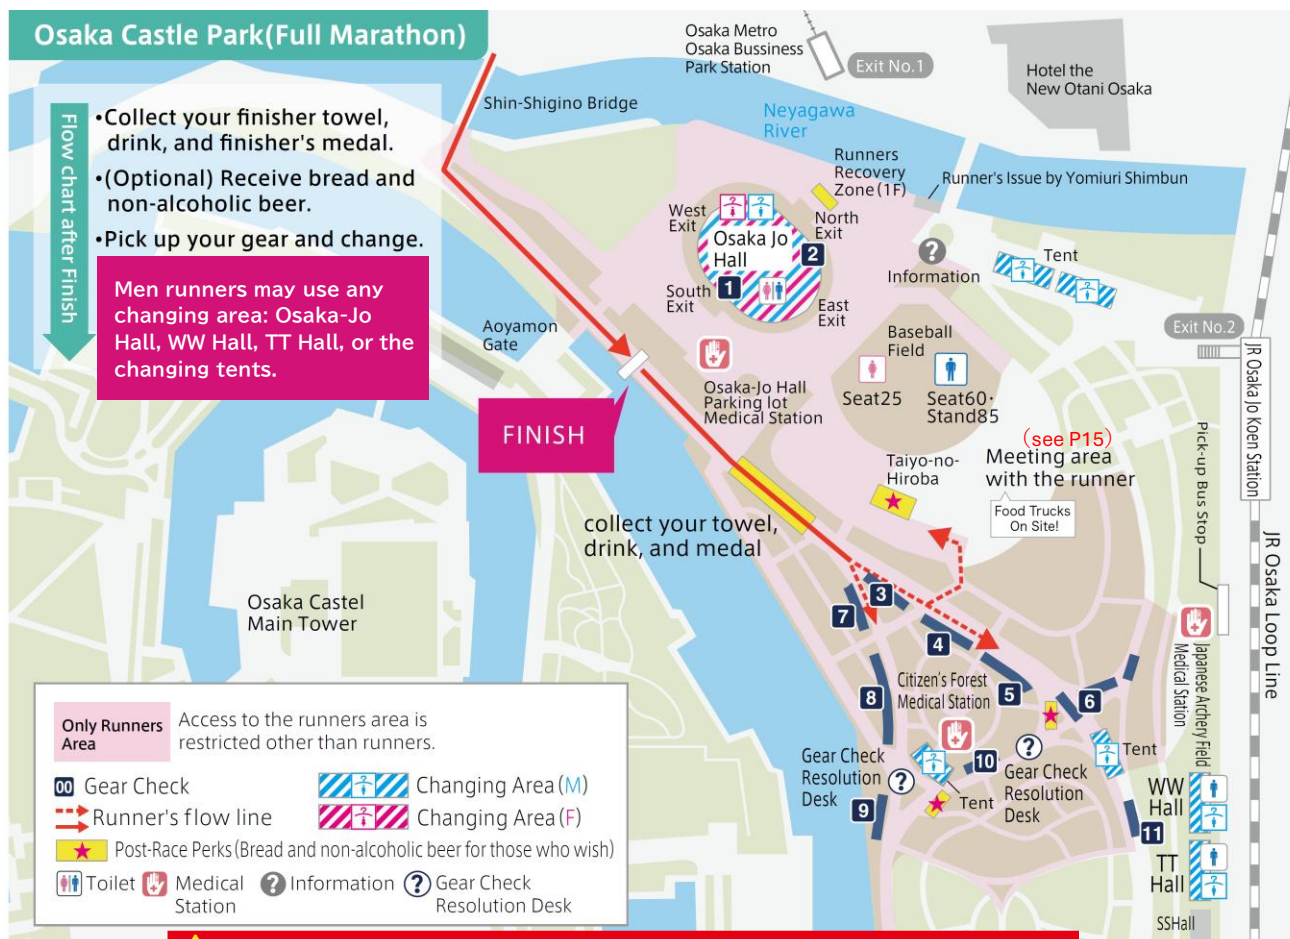 Osaka Castle Park(Full Marathon)
Flow chart after Finish
•Collect your finisher towel,
drink, and finisher's medal.
•(Optional) Receive bread and
non-alcoholic beer.
•Pick up your gear and change.
Men runners may use any
changing area: Osaka-Jo
Hall, WW Hall, TT Hall, or the
changing tents.
Osaka Metro
Osaka Bussiness
Park Station
Exit No.1
Hotel the
New Otani Osaka
Shin-Shigino Bridge
Neyagawa
River
Runners
Recovery
Zone(1F)
Runner's Issue by Yomiuri Shimbun
West
Exit
North
Exit
Osaka Jo
Hall
2
1
South
Exit
East
Exit
?
Information
Tent
Exit No.2
JR Osaka Jo Koen Station
Aoyamon
Gate
FINISH
Osaka-Jo Hall
Parking lot
Medical Station
Baseball
Field
Seat25
Seat60·
Stand85
(see P15)
Meeting area
with the runner
Food Trucks
On Site!
Taiyo-no-
Hiroba
Pick-up Bus Stop
JR Osaka Loop Line
collect your towel,
drink, and medal
Osaka Castel
Main Tower
3
7
4
5
8
6
Citizen's Forest
Medical Station
Japanese Archery Field
Medical Station
Gear Check
Resolution
Desk
?
9
10
Tent
?
Gear Check
Resolution
Desk
Tent
11
WW
Hall
TT
Hall
SSHall
Only Runners
Area
Access to the runners area is
restricted other than runners.
00 Gear Check
Changing Area(M)
Runner's flow line
Changing Area(F)
Post-Race Perks(Bread and non-alcoholic beer for those who wish)
Toilet
Medical
Station
? Information
? Gear Check
Resolution Desk